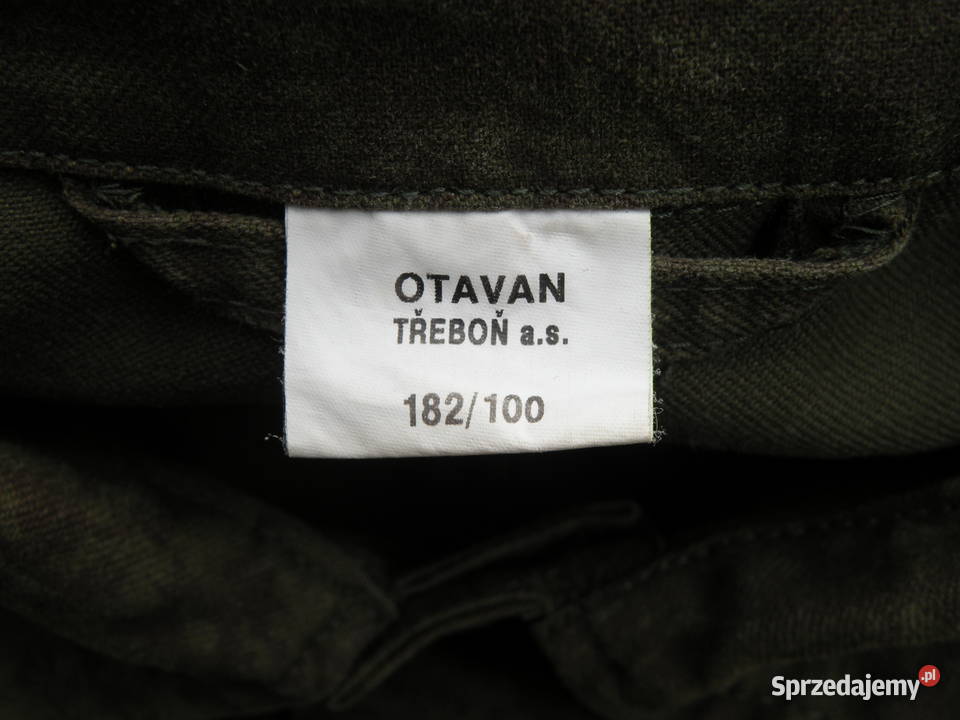 OTAVAN
TŘEBOŇ a.s.
182/100
Sprzedajemy.pl